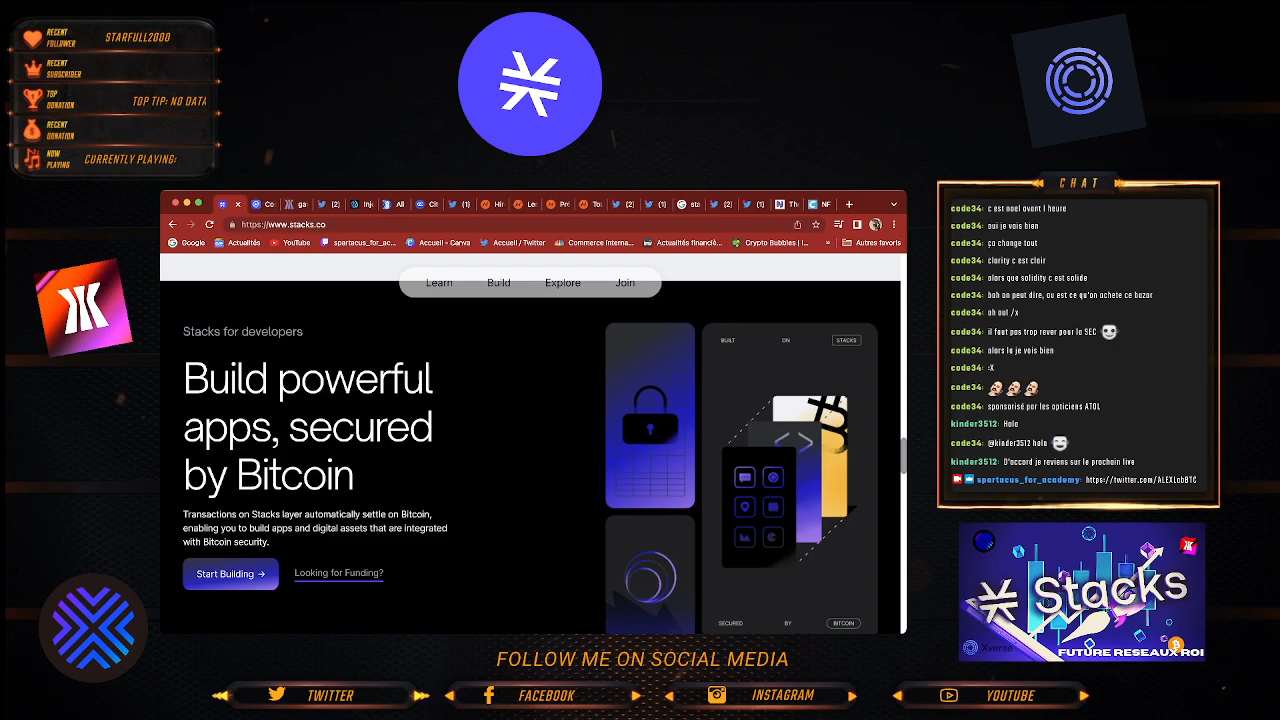 RECENT FOLLOWER STARFULL2000
RECENT SUBSCRIBER
TOP DONATION TOP TIP: NO DATA
RECENT DONATION
NOW PLAYING CURRENTLY PLAYING:
https://www.stacks.co
Google Actualités YouTube spartacus_for_ac... Accueil – Canva Accueil / Twitter Commerce Interna... Actualités financiè... Crypto Bubbles | I... » Autres favoris
Learn Build Explore Join
Stacks for developers
Build powerful
apps, secured
by Bitcoin
Transactions on Stacks layer automatically settle on Bitcoin,
enabling you to build apps and digital assets that are integrated
with Bitcoin security.
Start Building → Looking for Funding?
BUILT ON STACKS
SECURED BY BITCOIN
CHAT
code34: c est noel avant l heure
code34: oui je vois bien
code34: ça change tout
code34: clarity c est clair
code34: alors que solidity c est solide
code34: bah on peut dire, ou est ce qu'on achete ce bazar
code34: ah oui /x
code34: il faut pas trop rever pour la SEC
code34: alors la je vois bien
code34: :X
code34:
code34: sponsorisé par les opticiens ATOL
kinder3512: Hola
code34: @kinder3512 hola
kinder3512: D'accord je reviens sur le prochain live
spartacus_for_academy: https://twitter.com/ALEXLabBTC
Stacks
Xverse
FUTURE RESEAUX ROI
FOLLOW ME ON SOCIAL MEDIA
TWITTER FACEBOOK INSTAGRAM YOUTUBE